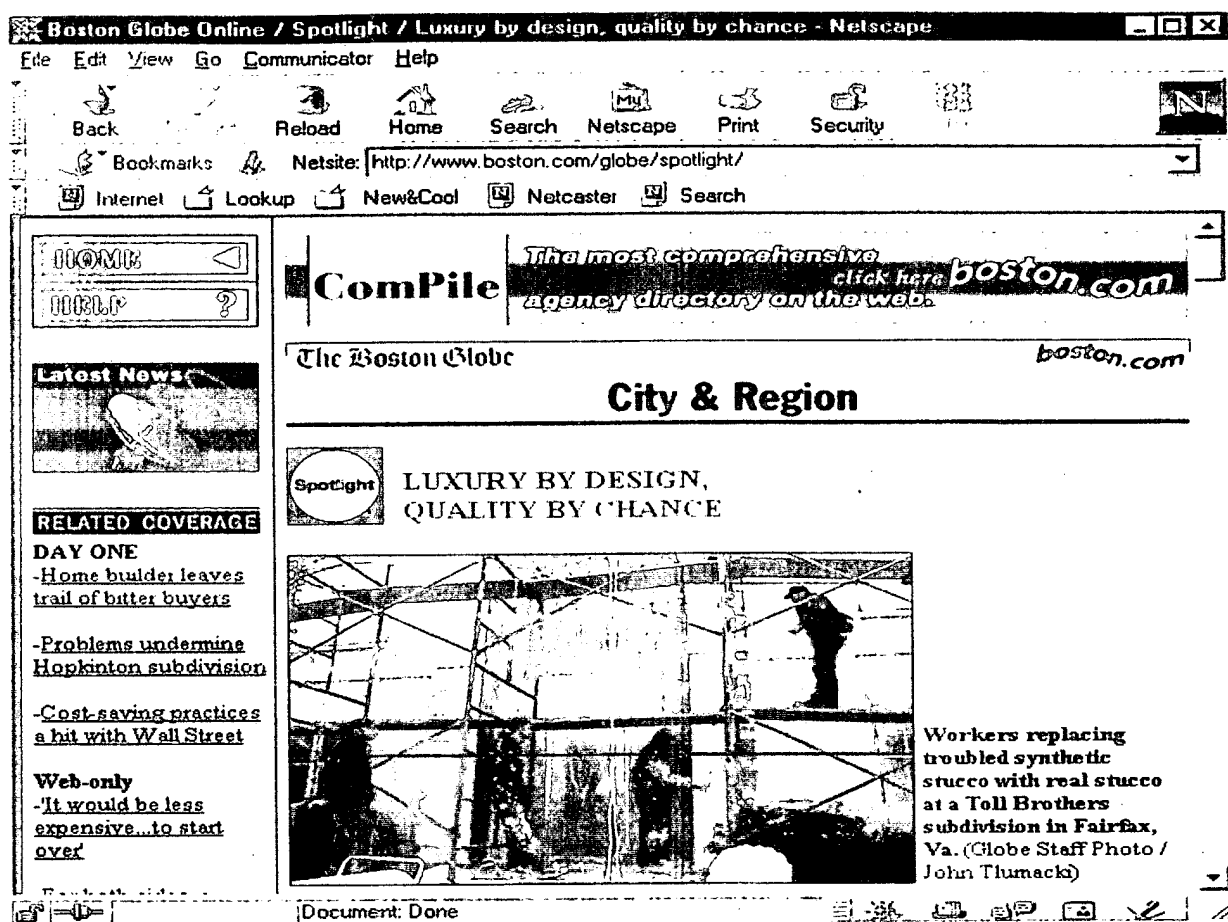 Boston Globe Online / Spotlight / Luxury by design, quality by chance - Netscape
File Edit View Go Communicator Help
Back Reload Home Search Netscape Print Security
Bookmarks Netsite: http://www.boston.com/globe/spotlight/
Internet Lookup New&Cool Netcaster Search
HOME
HELP ?
Latest News
RELATED COVERAGE
DAY ONE
-Home builder leaves
trail of bitter buyers
-Problems undermine
Hopkinton subdivision
-Cost-saving practices
a hit with Wall Street
Web-only
-'It would be less
expensive...to start
over'
ComPile
The most comprehensive
click here boston.com
agency directory on the web.
The Boston Globe boston.com
City & Region
Spotlight
LUXURY BY DESIGN,
QUALITY BY CHANCE
Workers replacing
troubled synthetic
stucco with real stucco
at a Toll Brothers
subdivision in Fairfax,
Va. (Globe Staff Photo /
John Tlumacki)
Document: Done